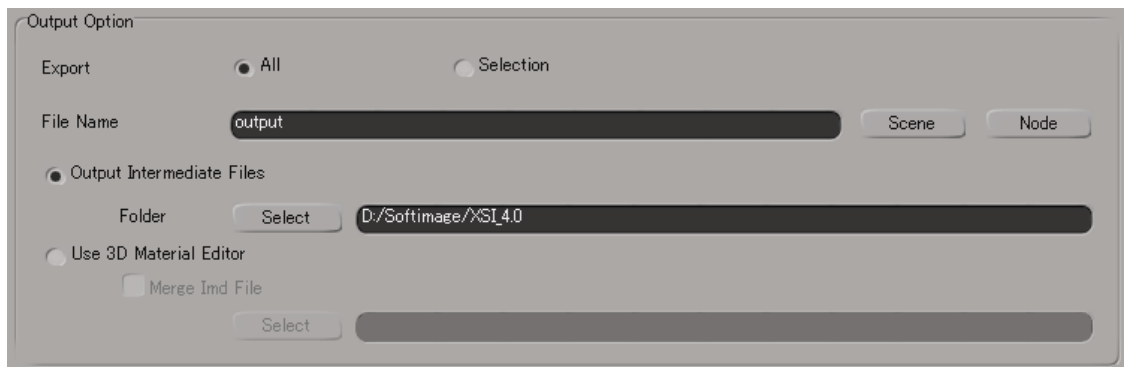 Output Option
Export All Selection
File Name output Scene Node
Output Intermediate Files
Folder Select D:/Softimage/XSI_4.0
Use 3D Material Editor
Merge Imd File
Select